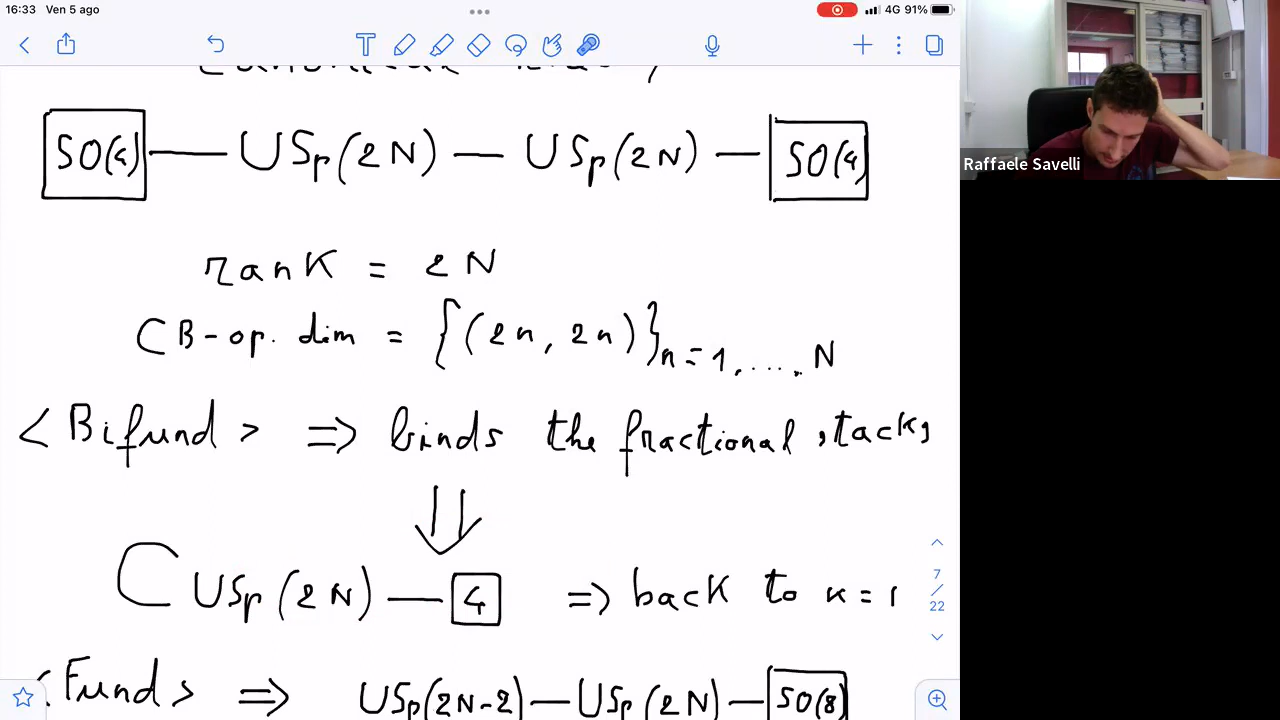 16:33 Ven 5 ago
4G 91%
SO(4) — USp(2N) — USp(2N) — SO(4)
Raffaele Savelli
rank = 2N
CB-op. dim = {(2n, 2n)}n=1,....,N
<Bifund> => binds the fractional stacks
USp(2N) — 4 => back to k=1
7
/
22
<Fund> => USp(2N-2) — USp(2N) — SO(8)